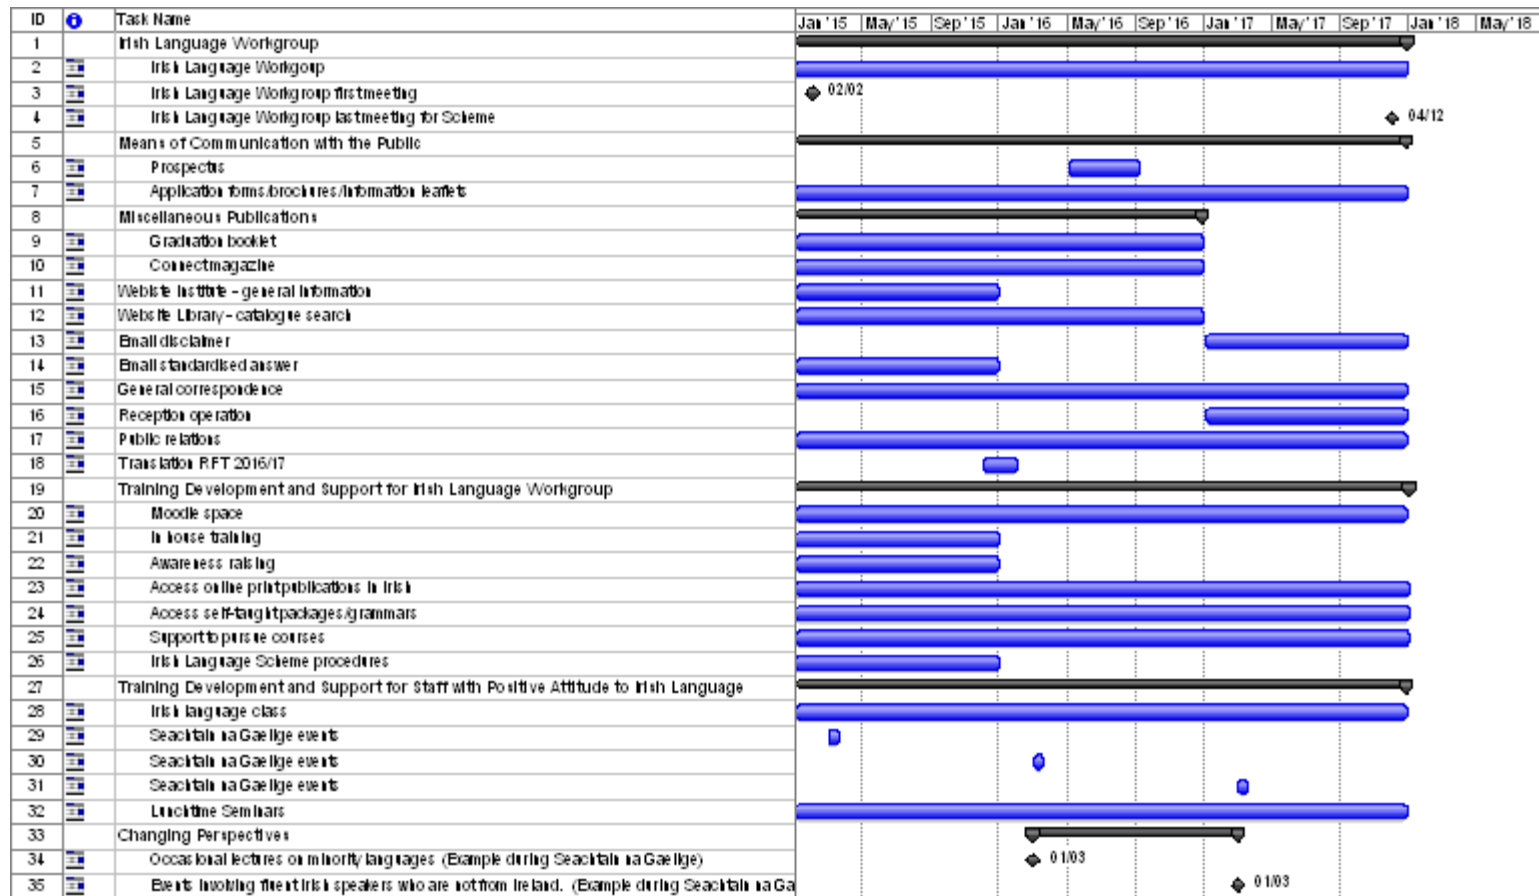 ID Task Name Jan '15 May '15 Sep '15 Jan '16 May '16 Sep '16 Jan '17 May '17 Sep '17 Jan '18 May '18
1 Irish Language Workgroup
2 Irish Language Workgoup
3 Irish Language Workgroup first meeting 02/02
4 Irish Language Workgroup last meeting for Scheme 04/12
5 Means of Communication with the Public
6 Prospectus
7 Application forms/brochures/information leaflets
8 Miscellaneous Publications
9 Graduation booklet
10 Connect magazine
11 Webiste Institute - general information
12 Website Library - catalogue search
13 Email disclaimer
14 Email standardised answer
15 General correspondence
16 Reception operation
17 Public relations
18 Translation RFT 2016/17
19 Training Development and Support for Irish Language Workgroup
20 Moodle space
21 In house training
22 Awareness raising
23 Access online print publications in Irish
24 Access self-taught packages/grammars
25 Support to pursue courses
26 Irish Language Scheme procedures
27 Training Development and Support for Staff with Positive Attitude to Irish Language
28 Irish language class
29 Seachtain na Gaeilge events
30 Seachtain na Gaeilge events
31 Seachtain na Gaeilge events
32 Lunchtime Seminars
33 Changing Perspectives
34 Occasional lectures on minority languages (Example during Seachtain na Gaeilge) 01/03
35 Events involving fluent Irish speakers who are not from Ireland. (Example during Seachtain na Ga 01/03